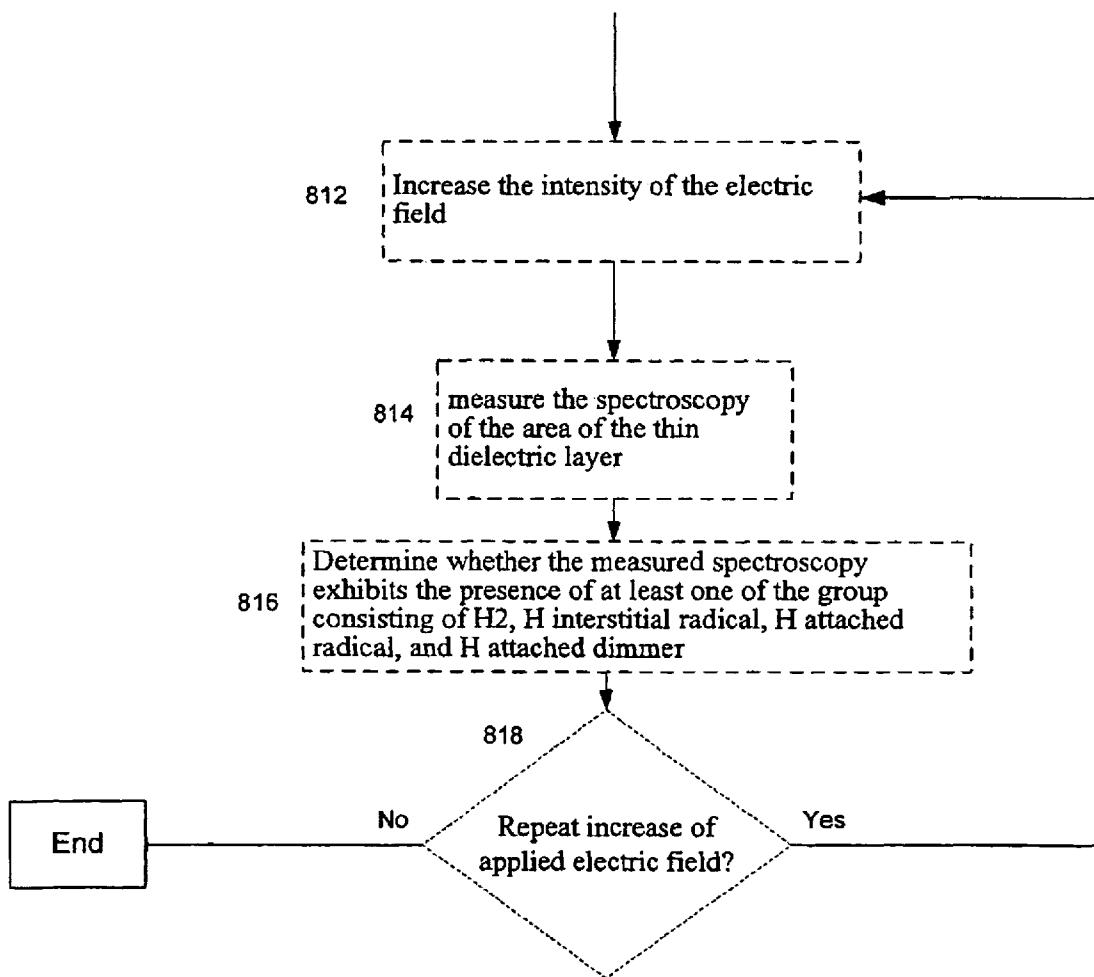 812
Increase the intensity of the electric
field
814
measure the spectroscopy
of the area of the thin
dielectric layer
816
Determine whether the measured spectroscopy
exhibits the presence of at least one of the group
consisting of H2, H interstitial radical, H attached
radical, and H attached dimmer
818
No
Repeat increase of
applied electric field?
Yes
End